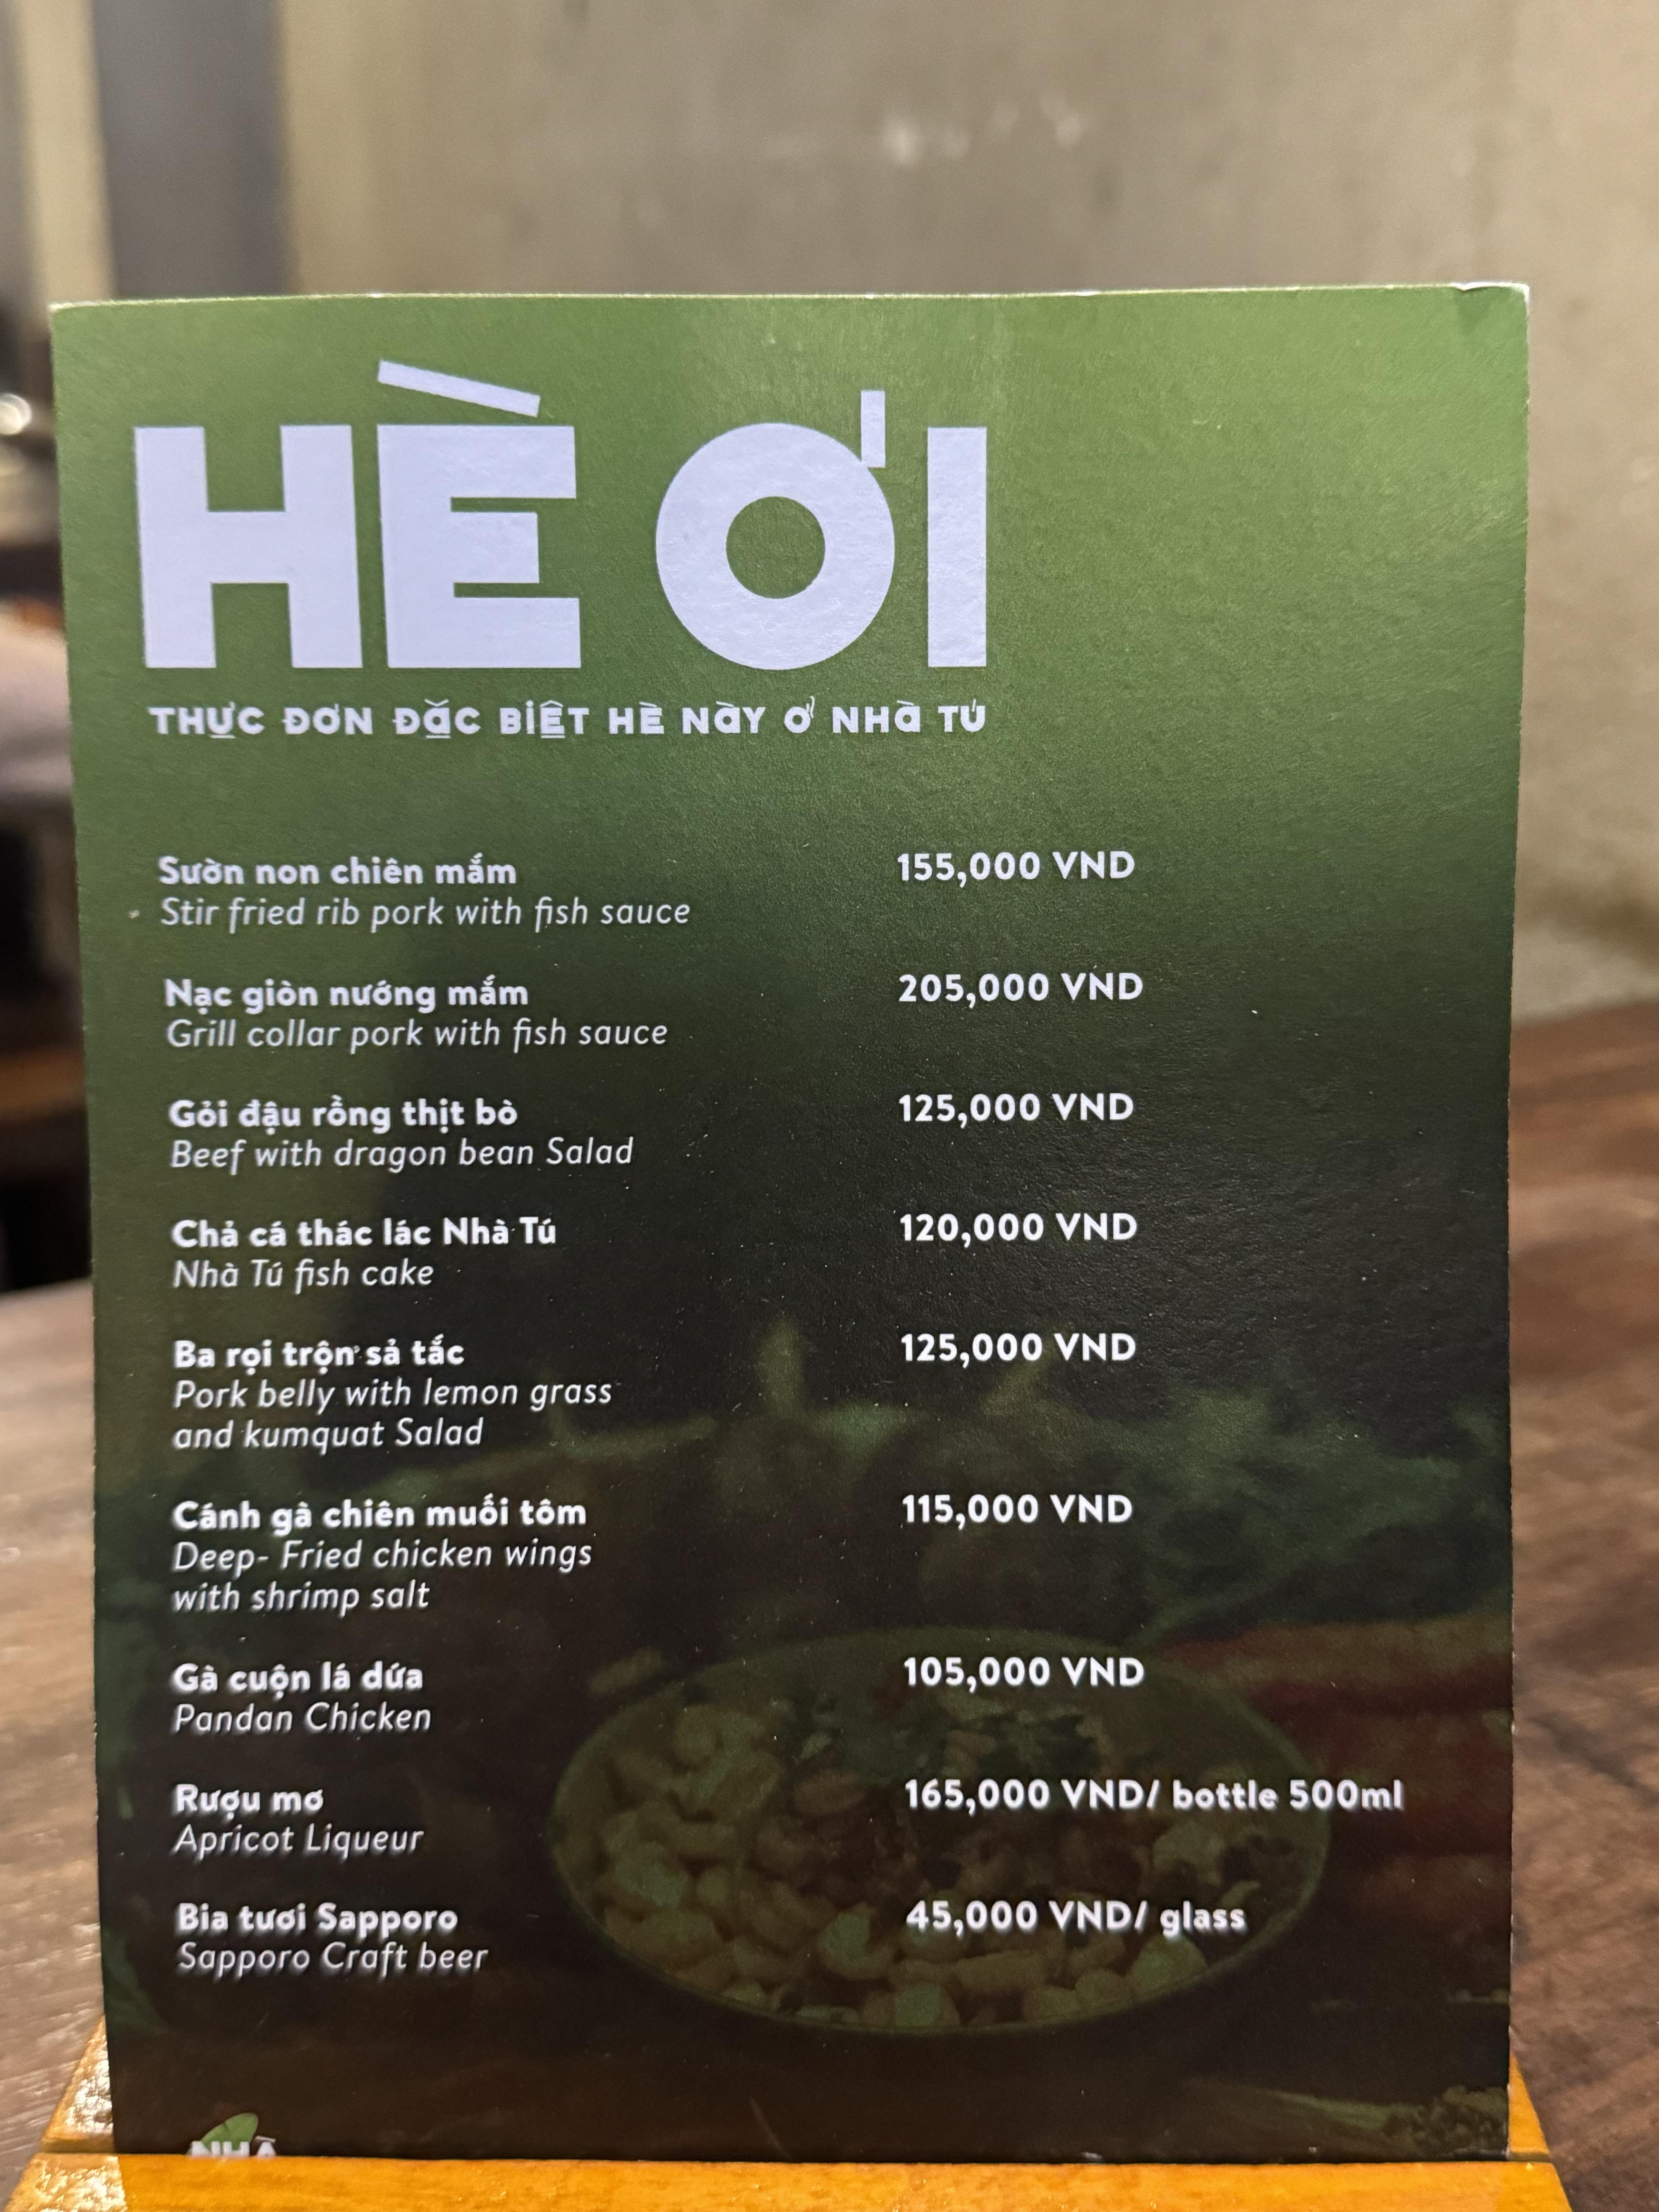 HÈ ƠI
THỰC ĐƠN ĐẶC BIỆT HÈ NÀY Ở NHÀ TÚ
Sườn non chiên mắm 155,000 VND
Stir fried rib pork with fish sauce
Nạc giòn nướng mắm 205,000 VND
Grill collar pork with fish sauce
Gỏi đậu rồng thịt bò 125,000 VND
Beef with dragon bean Salad
Chả cá thác lác Nhà Tú 120,000 VND
Nhà Tú fish cake
Ba rọi trộn sả tắc 125,000 VND
Pork belly with lemon grass
and kumquat Salad
Cánh gà chiên muối tôm 115,000 VND
Deep- Fried chicken wings
with shrimp salt
Gà cuộn lá dứa 105,000 VND
Pandan Chicken
Rượu mơ 165,000 VND/ bottle 500ml
Apricot Liqueur
Bia tươi Sapporo 45,000 VND/ glass
Sapporo Craft beer
NHÀ